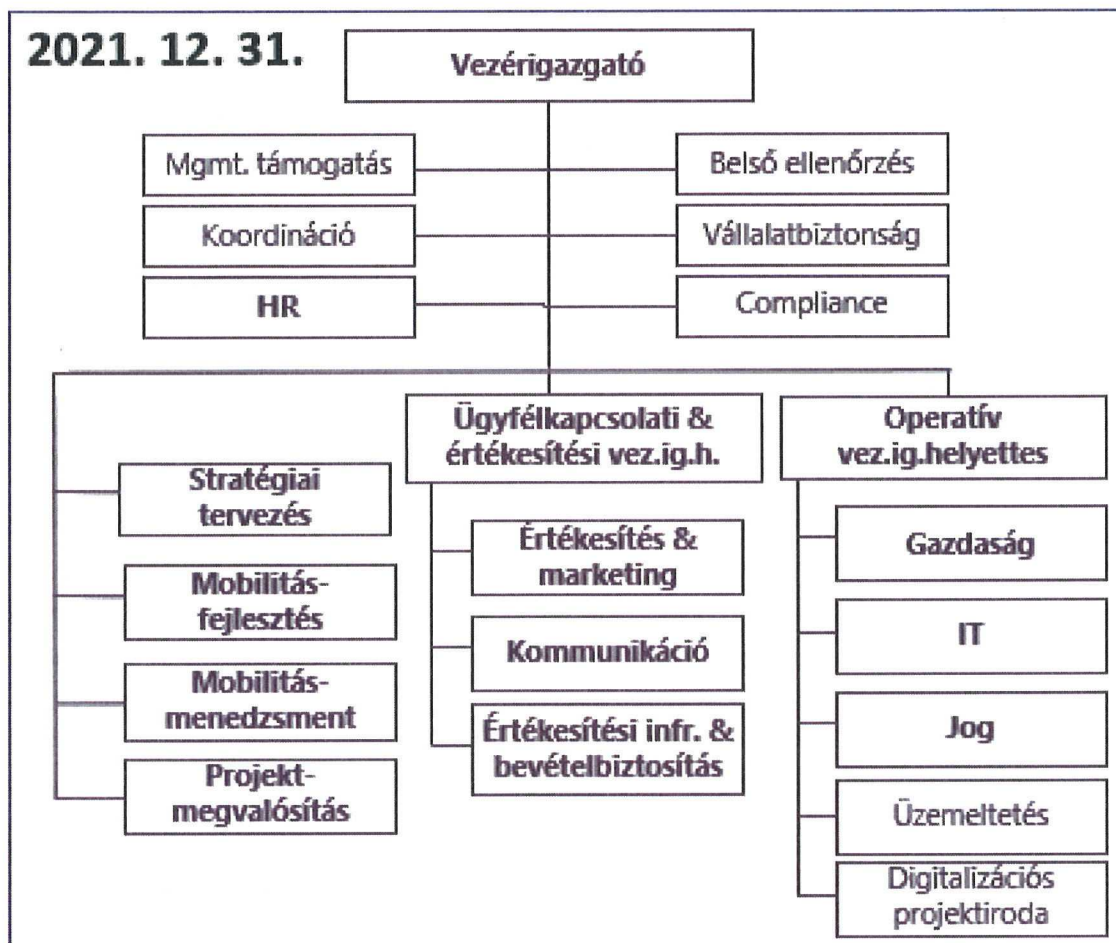 2021. 12. 31.
Vezérigazgató
Mgmt. támogatás
Belső ellenőrzés
Koordináció
Vállalatbiztonság
HR
Compliance
Ügyfélkapcsolati &
értékesítési vez.ig.h.
Operatív
vez.ig.helyettes
Stratégiai
tervezés
Mobilitás-
fejlesztés
Mobilitás-
menedzsment
Projekt-
megvalósítás
Értékesítés &
marketing
Kommunikáció
Értékesítési infr. &
bevételbiztosítás
Gazdaság
IT
Jog
Üzemeltetés
Digitalizációs
projektiroda